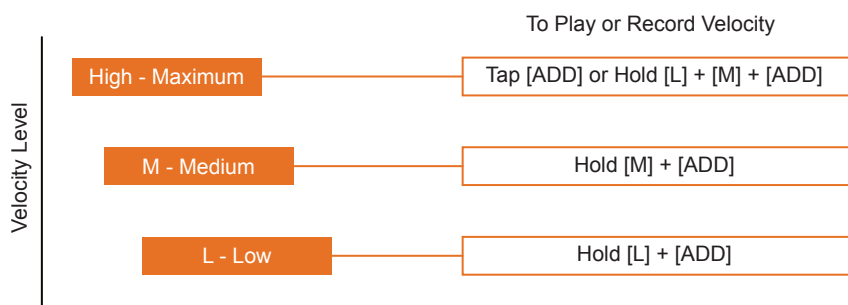 To Play or Record Velocity
High - Maximum
Tap [ADD] or Hold [L] + [M] + [ADD]
M - Medium
Hold [M] + [ADD]
L - Low
Hold [L] + [ADD]
Velocity Level